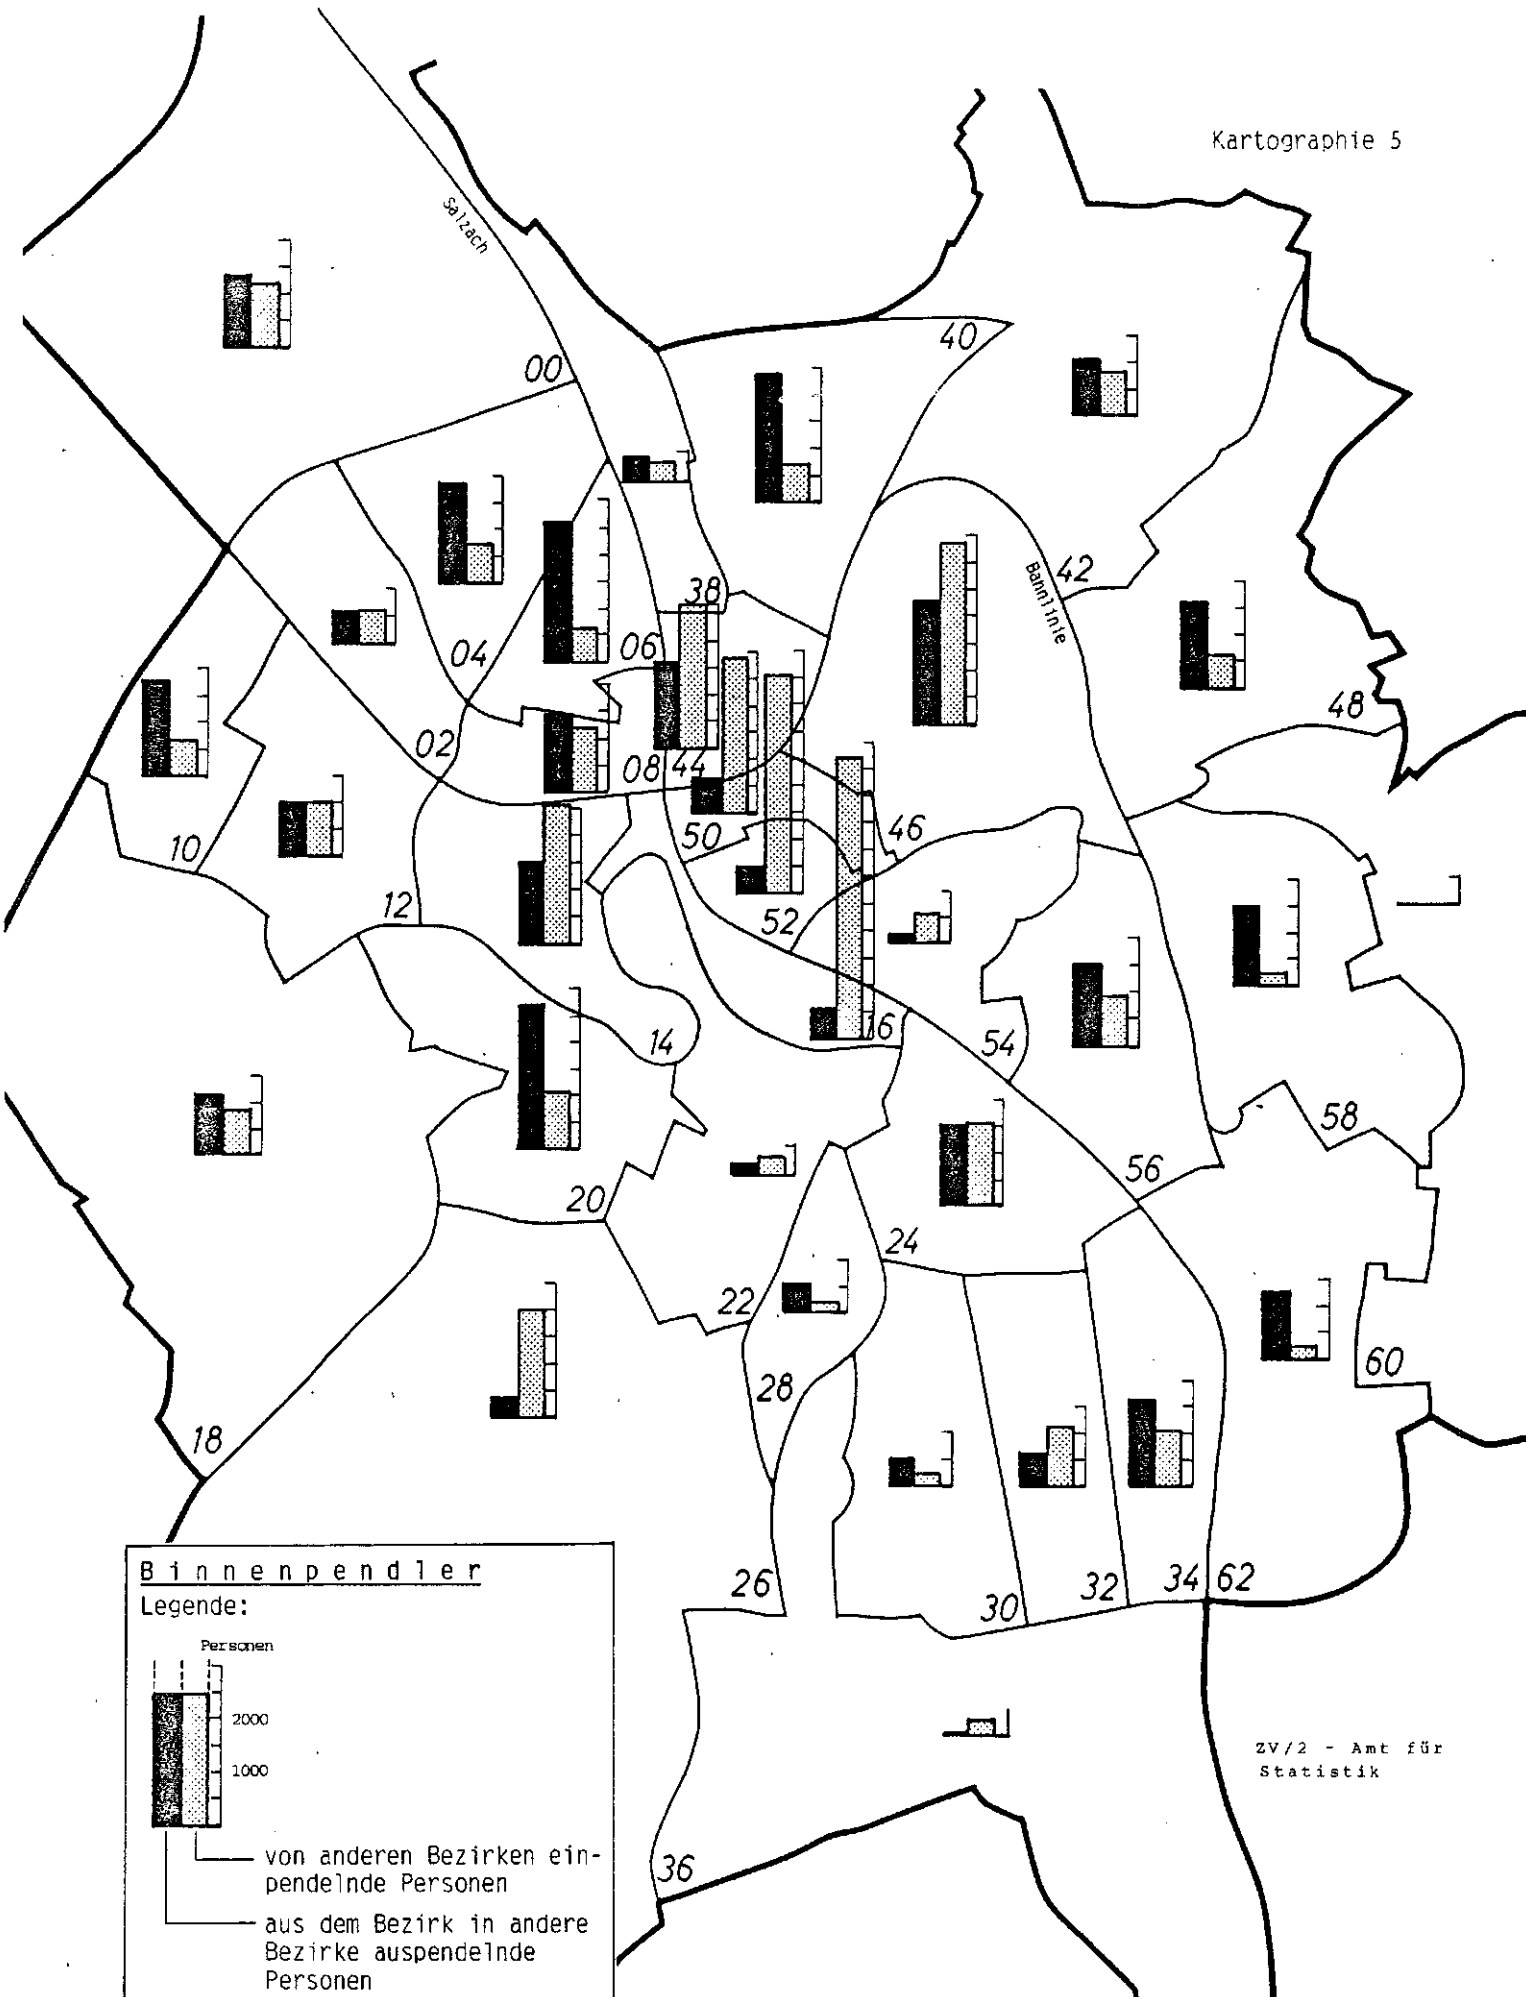 Kartographie 5
Salzach
40
00
42
Bahnlinie
38
06
04
48
02
08
44
46
50
10
12
52
16
14
54
58
56
20
24
22
28
60
18
26
30
32
34
62
36
Binnenpendler
Legende:
Personen
2000
1000
von anderen Bezirken ein-
pendelnde Personen
aus dem Bezirk in andere
Bezirke auspendelnde
Personen
ZV/2 - Amt für
Statistik